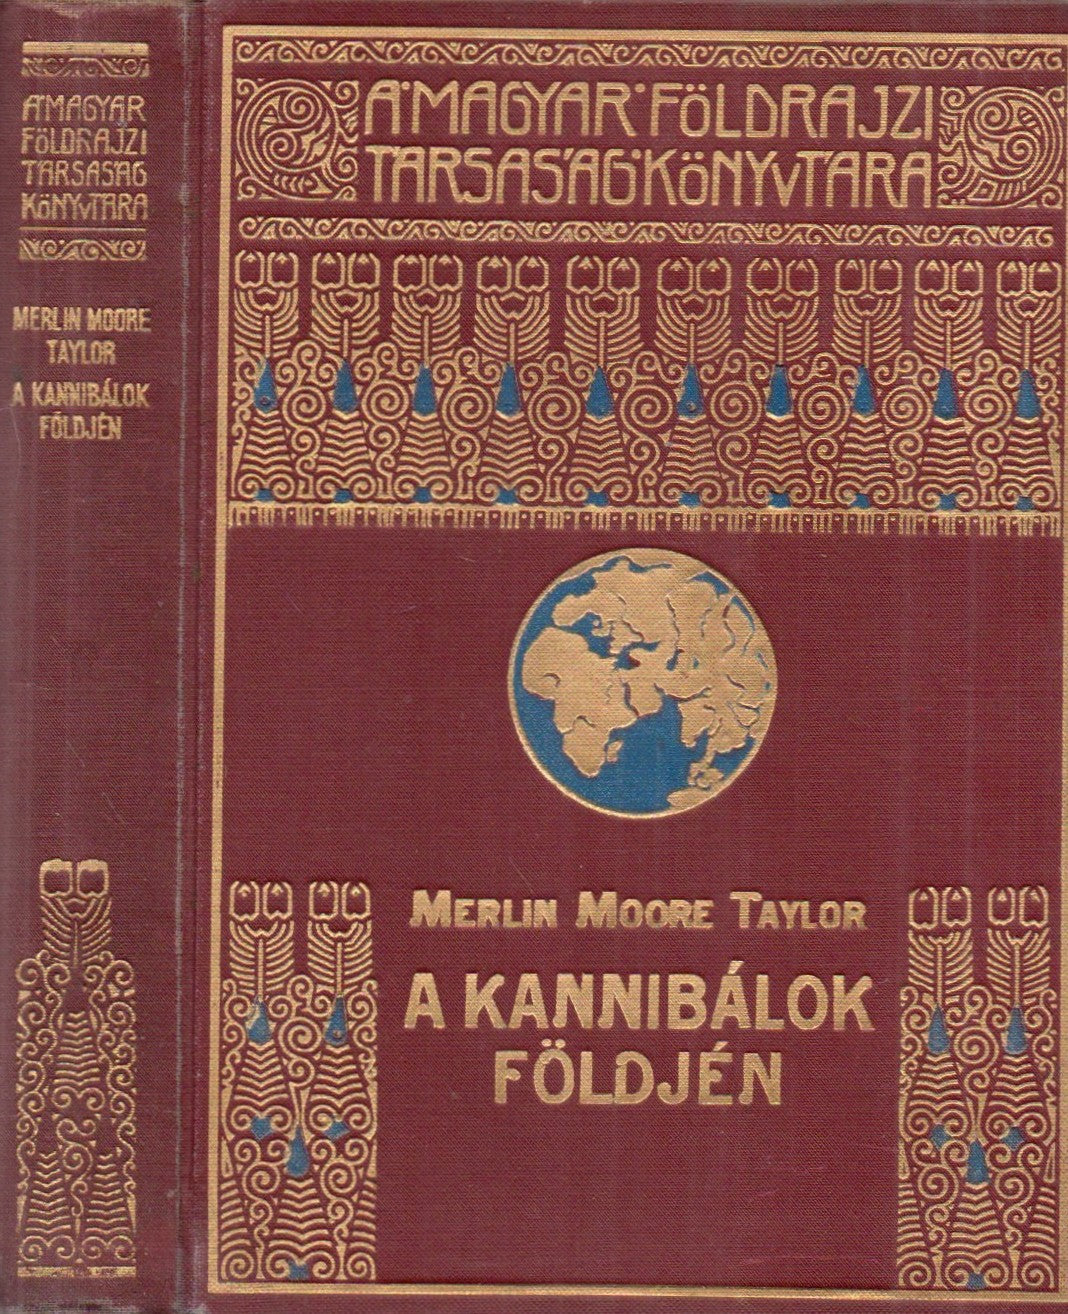 A MAGYAR
FÖLDRAJZI
TÁRSASÁG
KÖNYVTÁRA
MERLIN MOORE
TAYLOR
A KANNIBÁLOK
FÖLDJÉN
A·MAGYAR·FÖLDRAJZI
TÁRSASÁG·KÖNYVTÁRA
MERLIN MOORE TAYLOR
A KANNIBÁLOK
FÖLDJÉN